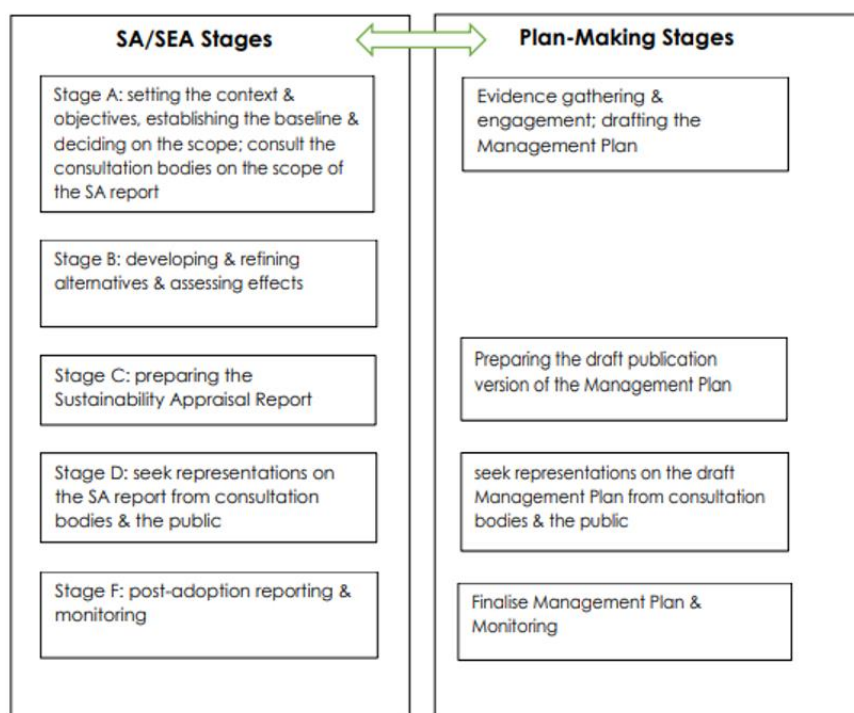 SA/SEA Stages
Stage A: setting the context &
objectives, establishing the baseline &
deciding on the scope; consult the
consultation bodies on the scope of
the SA report
Stage B: developing & refining
alternatives & assessing effects
Stage C: preparing the
Sustainability Appraisal Report
Stage D: seek representations on
the SA report from consultation
bodies & the public
Stage F: post-adoption reporting &
monitoring
Plan-Making Stages
Evidence gathering &
engagement; drafting the
Management Plan
Preparing the draft publication
version of the Management Plan
seek representations on the draft
Management Plan from consultation
bodies & the public
Finalise Management Plan &
Monitoring